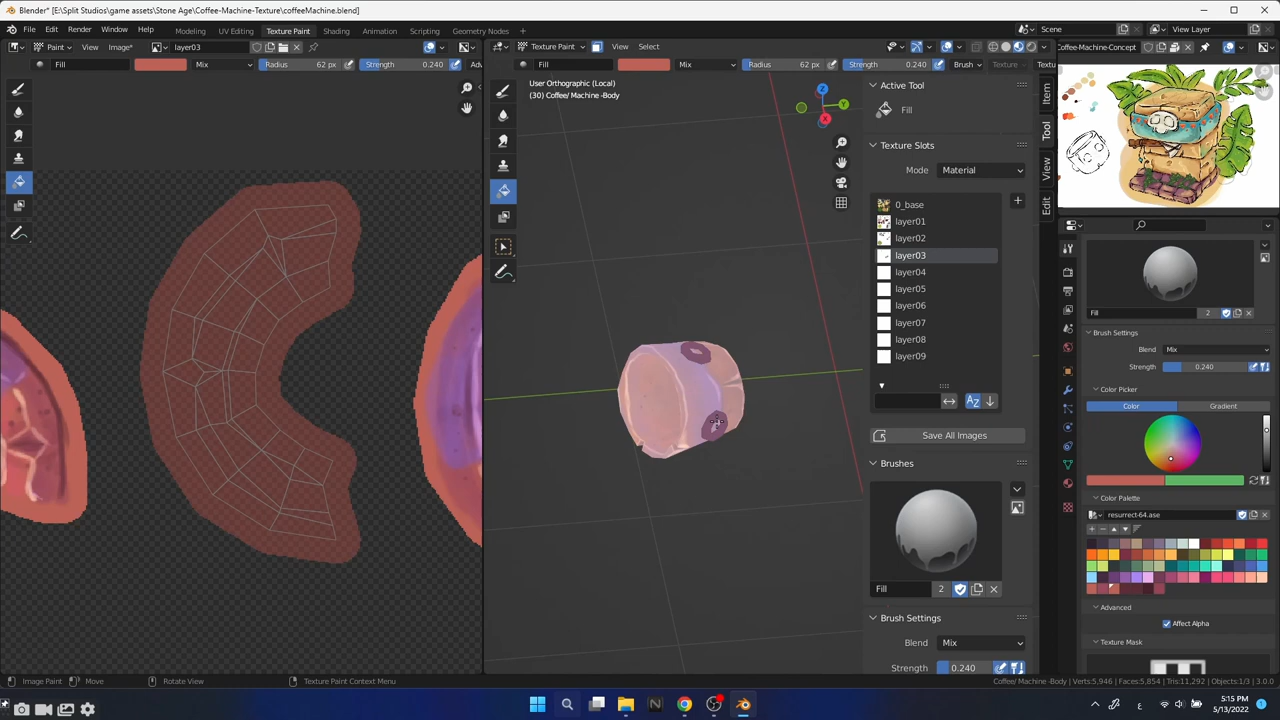 Blender* [E:\Split Studios\game assets\Stone Age\Coffee-Machine-Texture\coffeeMachine.blend]
File Edit Render Window Help Modeling UV Editing Texture Paint Shading Animation Compositing Geometry Nodes Scripting Scene View Layer
Paint View Image* layer03 Texture Paint View Select Coffee-Machine-Concept
Fill Mix Radius 62 px Strength 0.240 Fill Mix Radius 62 px Strength 0.240 Brush Texture
User Orthographic (Local)
(30) Coffee/ Machine -Body
Z
Y
X
Active Tool
Fill
Texture Slots
Mode Material
0_base
layer01
layer02
layer03
layer04
layer05
layer06
layer07
layer08
layer09
Save All Images
Brushes
Fill 2
Brush Settings
Blend Mix
Strength 0.240
Item
Tool
View
Edit
Fill 2
Brush Settings
Blend Mix
Strength 0.240
Color Picker
Color Gradient
Color Palette
resurrect-64.ase
Advanced
Affect Alpha
Texture Mask
Image Paint Move Rotate View Texture Paint Context Menu Coffee/ Machine -Body | Verts:5,946 | Faces:5,854 | Tris:11,292 | Objects:1/3 | 3.0.0
5:15 PM
5/13/2022